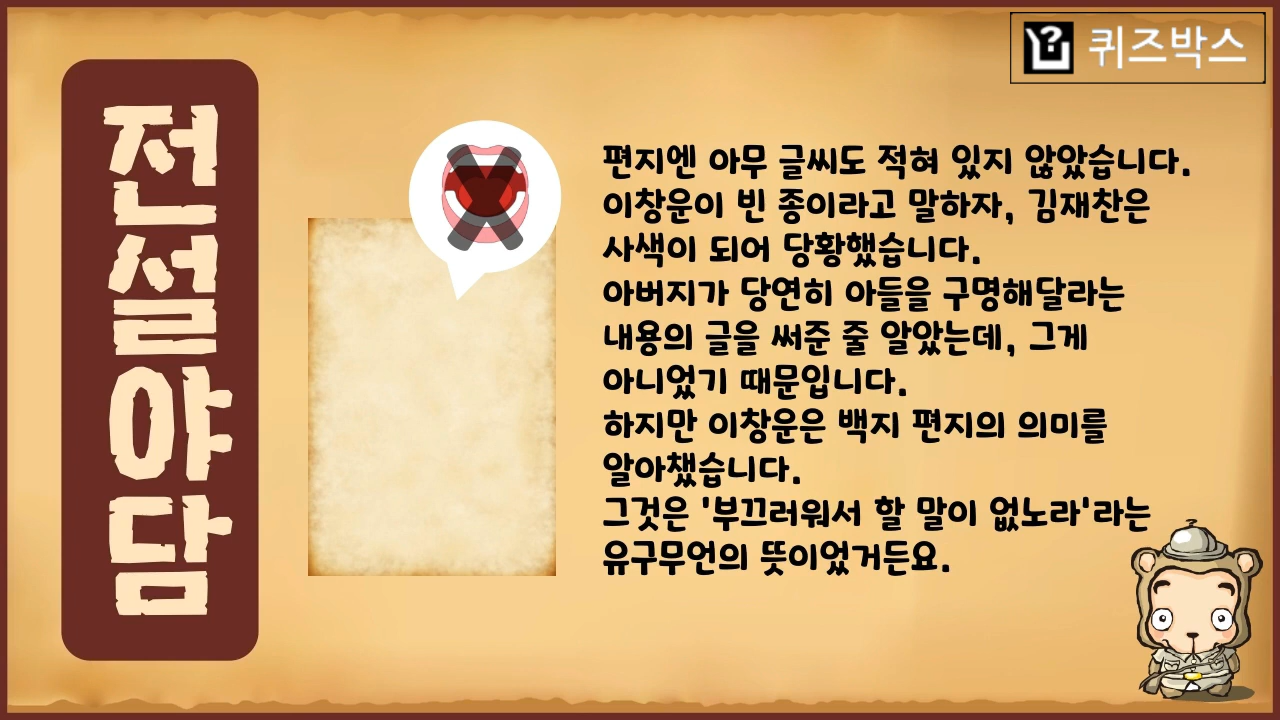 퀴즈박스
전설야담
편지엔 아무 글씨도 적혀 있지 않았습니다.
이창운이 빈 종이라고 말하자, 김재찬은
사색이 되어 당황했습니다.
아버지가 당연히 아들을 구명해달라는
내용의 글을 써준 줄 알았는데, 그게
아니었기 때문입니다.
하지만 이창운은 백지 편지의 의미를
알아챘습니다.
그것은 '부끄러워서 할 말이 없노라'라는
유구무언의 뜻이었거든요.